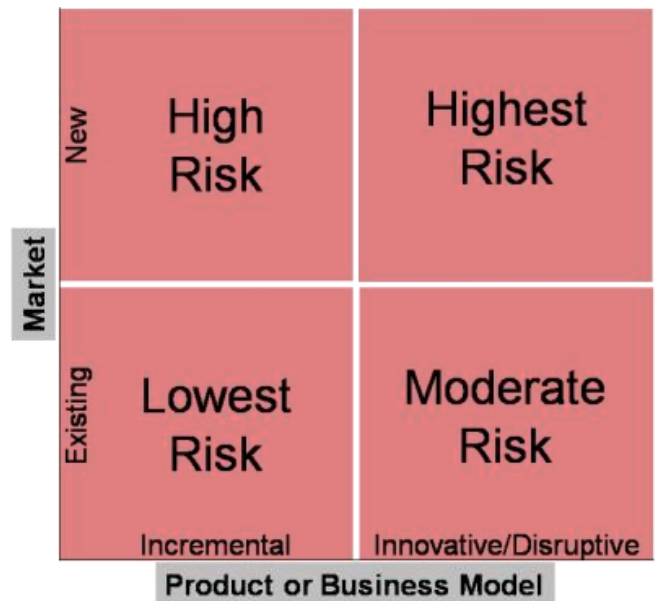 New
High
Risk
Highest
Risk
Market
Existing
Lowest
Risk
Moderate
Risk
Incremental
Innovative/Disruptive
Product or Business Model